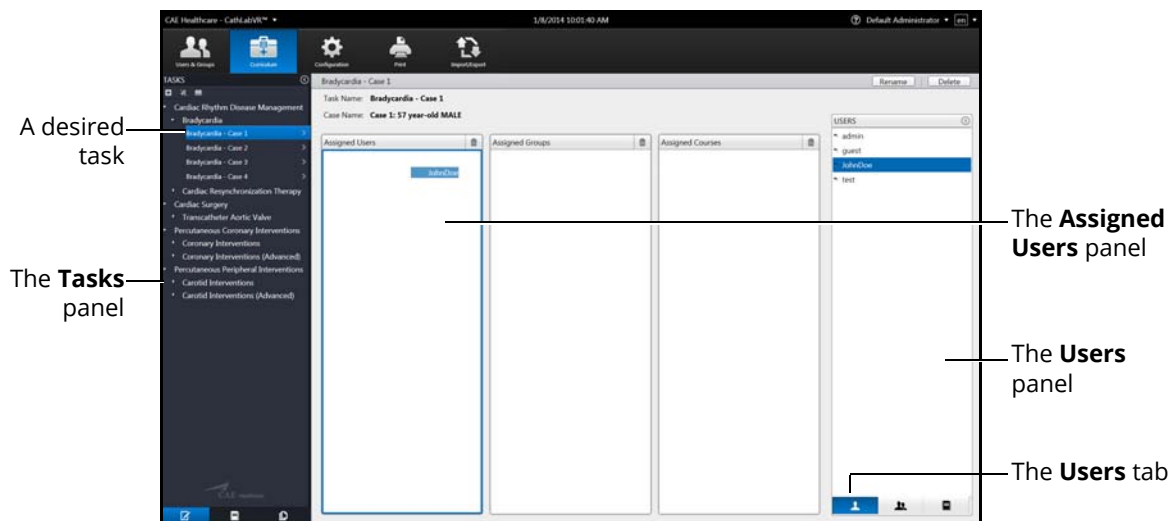 CAE Healthcare - CathLabVR™
1/8/2014 10:01:40 AM
Default Administrator
en
Users & Groups
Curriculum
Configuration
Print
Import/Export
TASKS
Cardiac Rhythm Disease Management
Bradycardia
Bradycardia - Case 1
Bradycardia - Case 2
Bradycardia - Case 3
Bradycardia - Case 4
Cardiac Resynchronization Therapy
Cardiac Surgery
Transcatheter Aortic Valve
Percutaneous Coronary Interventions
Coronary Interventions
Coronary Interventions (Advanced)
Percutaneous Peripheral Interventions
Carotid Interventions
Carotid Interventions (Advanced)
CAE Healthcare
Bradycardia - Case 1
Rename
Delete
Task Name: Bradycardia - Case 1
Case Name: Case 1: 57 year-old MALE
Assigned Users
Assigned Groups
Assigned Courses
JohnDoe
USERS
admin
guest
JohnDoe
test
A desired
task
The Tasks
panel
The Assigned
Users panel
The Users
panel
The Users tab